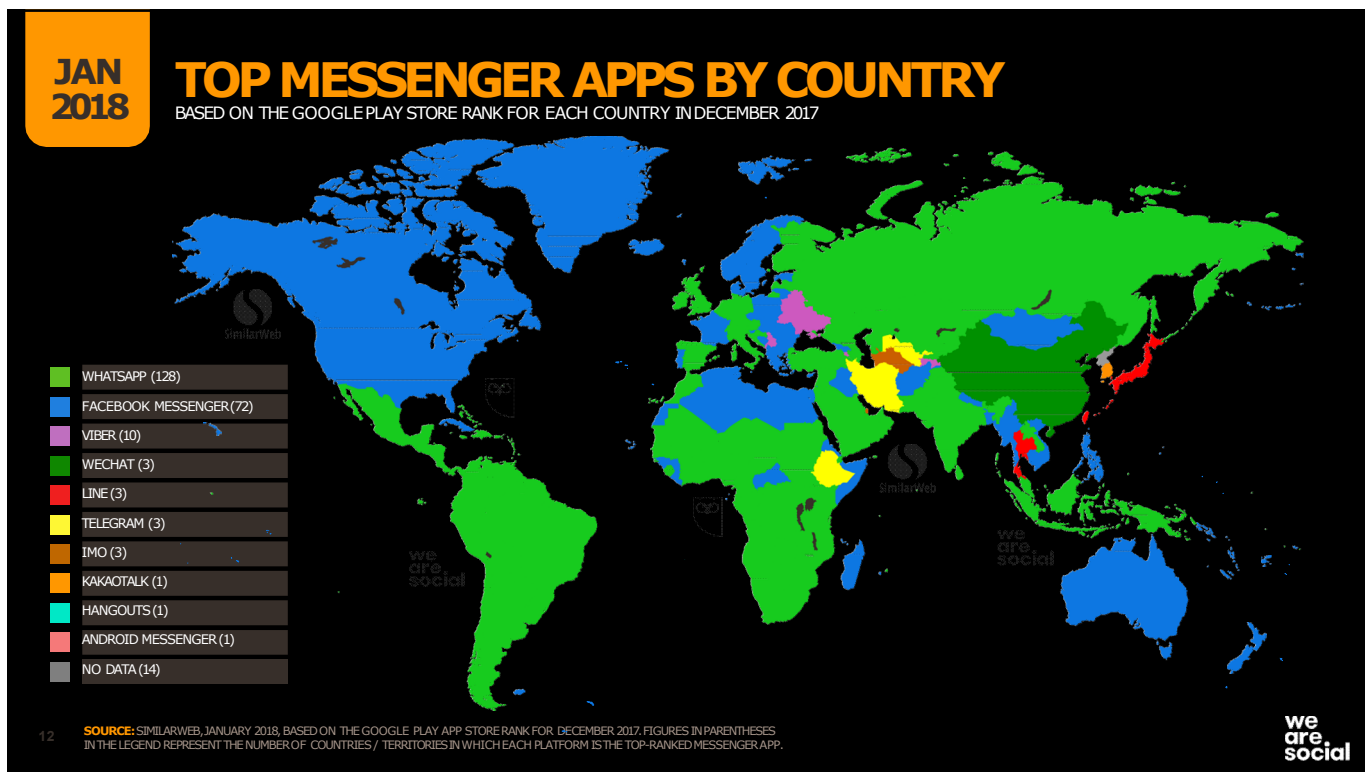 JAN
2018
TOP MESSENGER APPS BY COUNTRY
BASED ON THE GOOGLE PLAY STORE RANK FOR EACH COUNTRY IN DECEMBER 2017
SimilarWeb
WHATSAPP (128)
FACEBOOK MESSENGER (72)
VIBER (10)
WECHAT (3)
LINE (3)
TELEGRAM (3)
IMO (3)
KAKAOTALK (1)
HANGOUTS (1)
ANDROID MESSENGER (1)
NO DATA (14)
SimilarWeb
we
are
social
we
are
social
12
SOURCE: SIMILARWEB, JANUARY 2018, BASED ON THE GOOGLE PLAY APP STORE RANK FOR DECEMBER 2017. FIGURES IN PARENTHESES
IN THE LEGEND REPRESENT THE NUMBER OF COUNTRIES / TERRITORIES IN WHICH EACH PLATFORM IS THE TOP-RANKED MESSENGER APP.
we
are
social